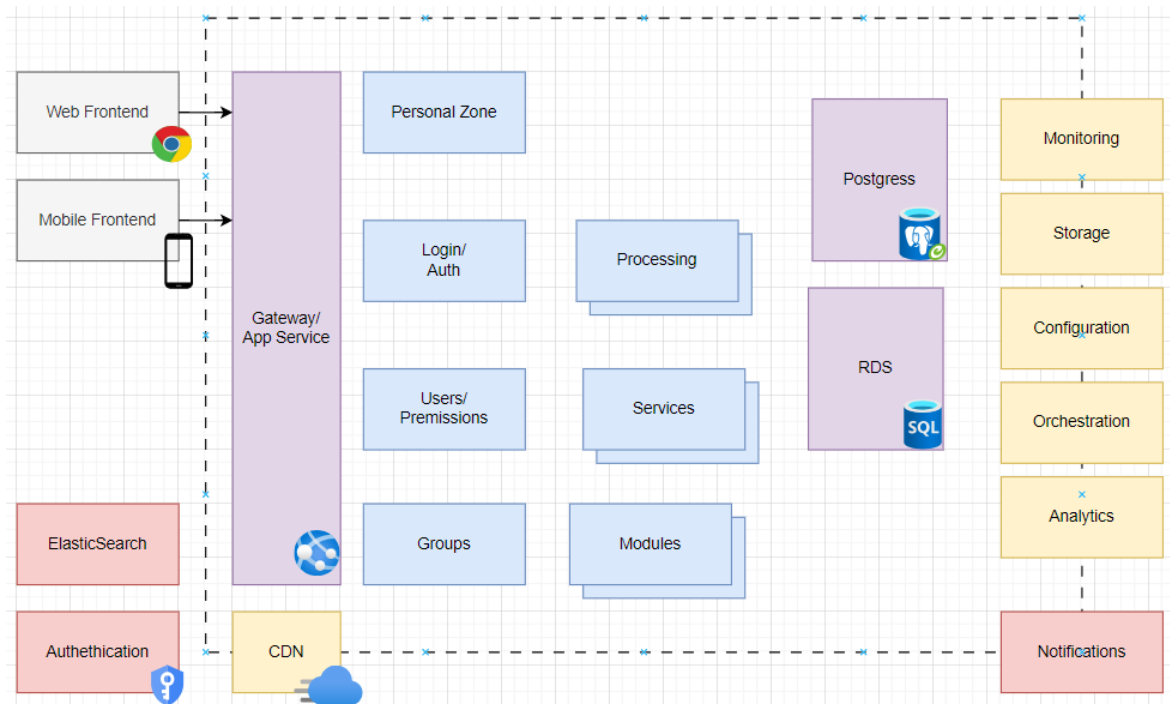 Web Frontend
Mobile Frontend
Gateway/
App Service
Personal Zone
Login/
Auth
Users/
Premissions
Groups
Processing
Services
Modules
Postgress
RDS
SQL
Monitoring
Storage
Configuration
Orchestration
Analytics
ElasticSearch
Authethication
CDN
Notifications